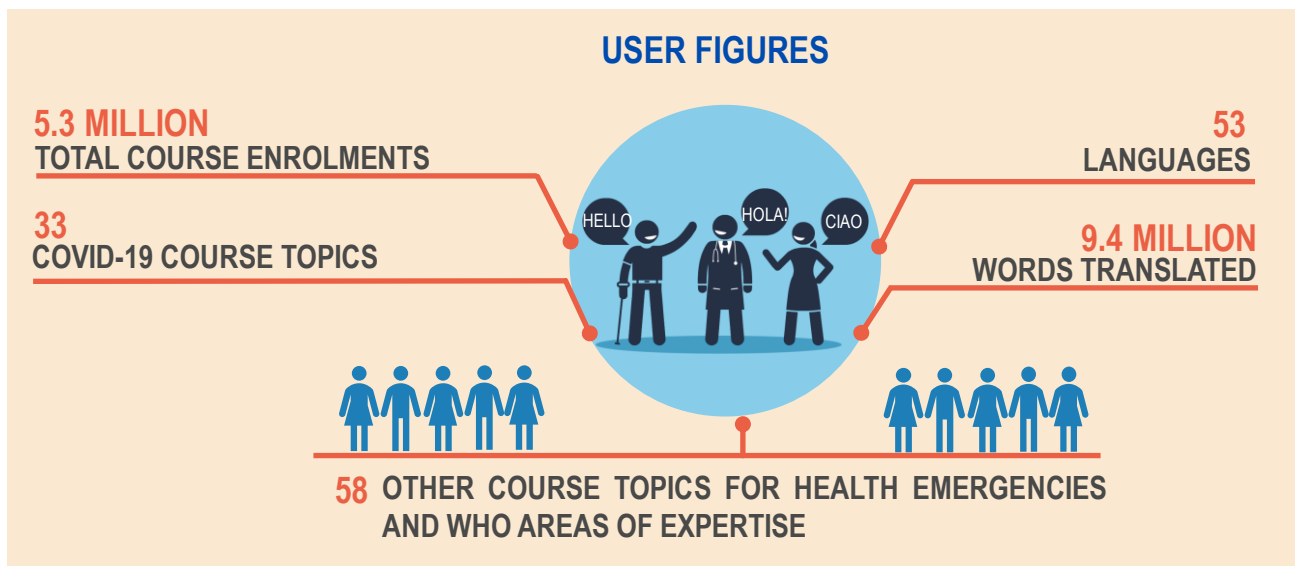 USER FIGURES
5.3 MILLION
TOTAL COURSE ENROLMENTS
33
COVID-19 COURSE TOPICS
HELLO
HOLA!
CIAO
53
LANGUAGES
9.4 MILLION
WORDS TRANSLATED
58 OTHER COURSE TOPICS FOR HEALTH EMERGENCIES
AND WHO AREAS OF EXPERTISE